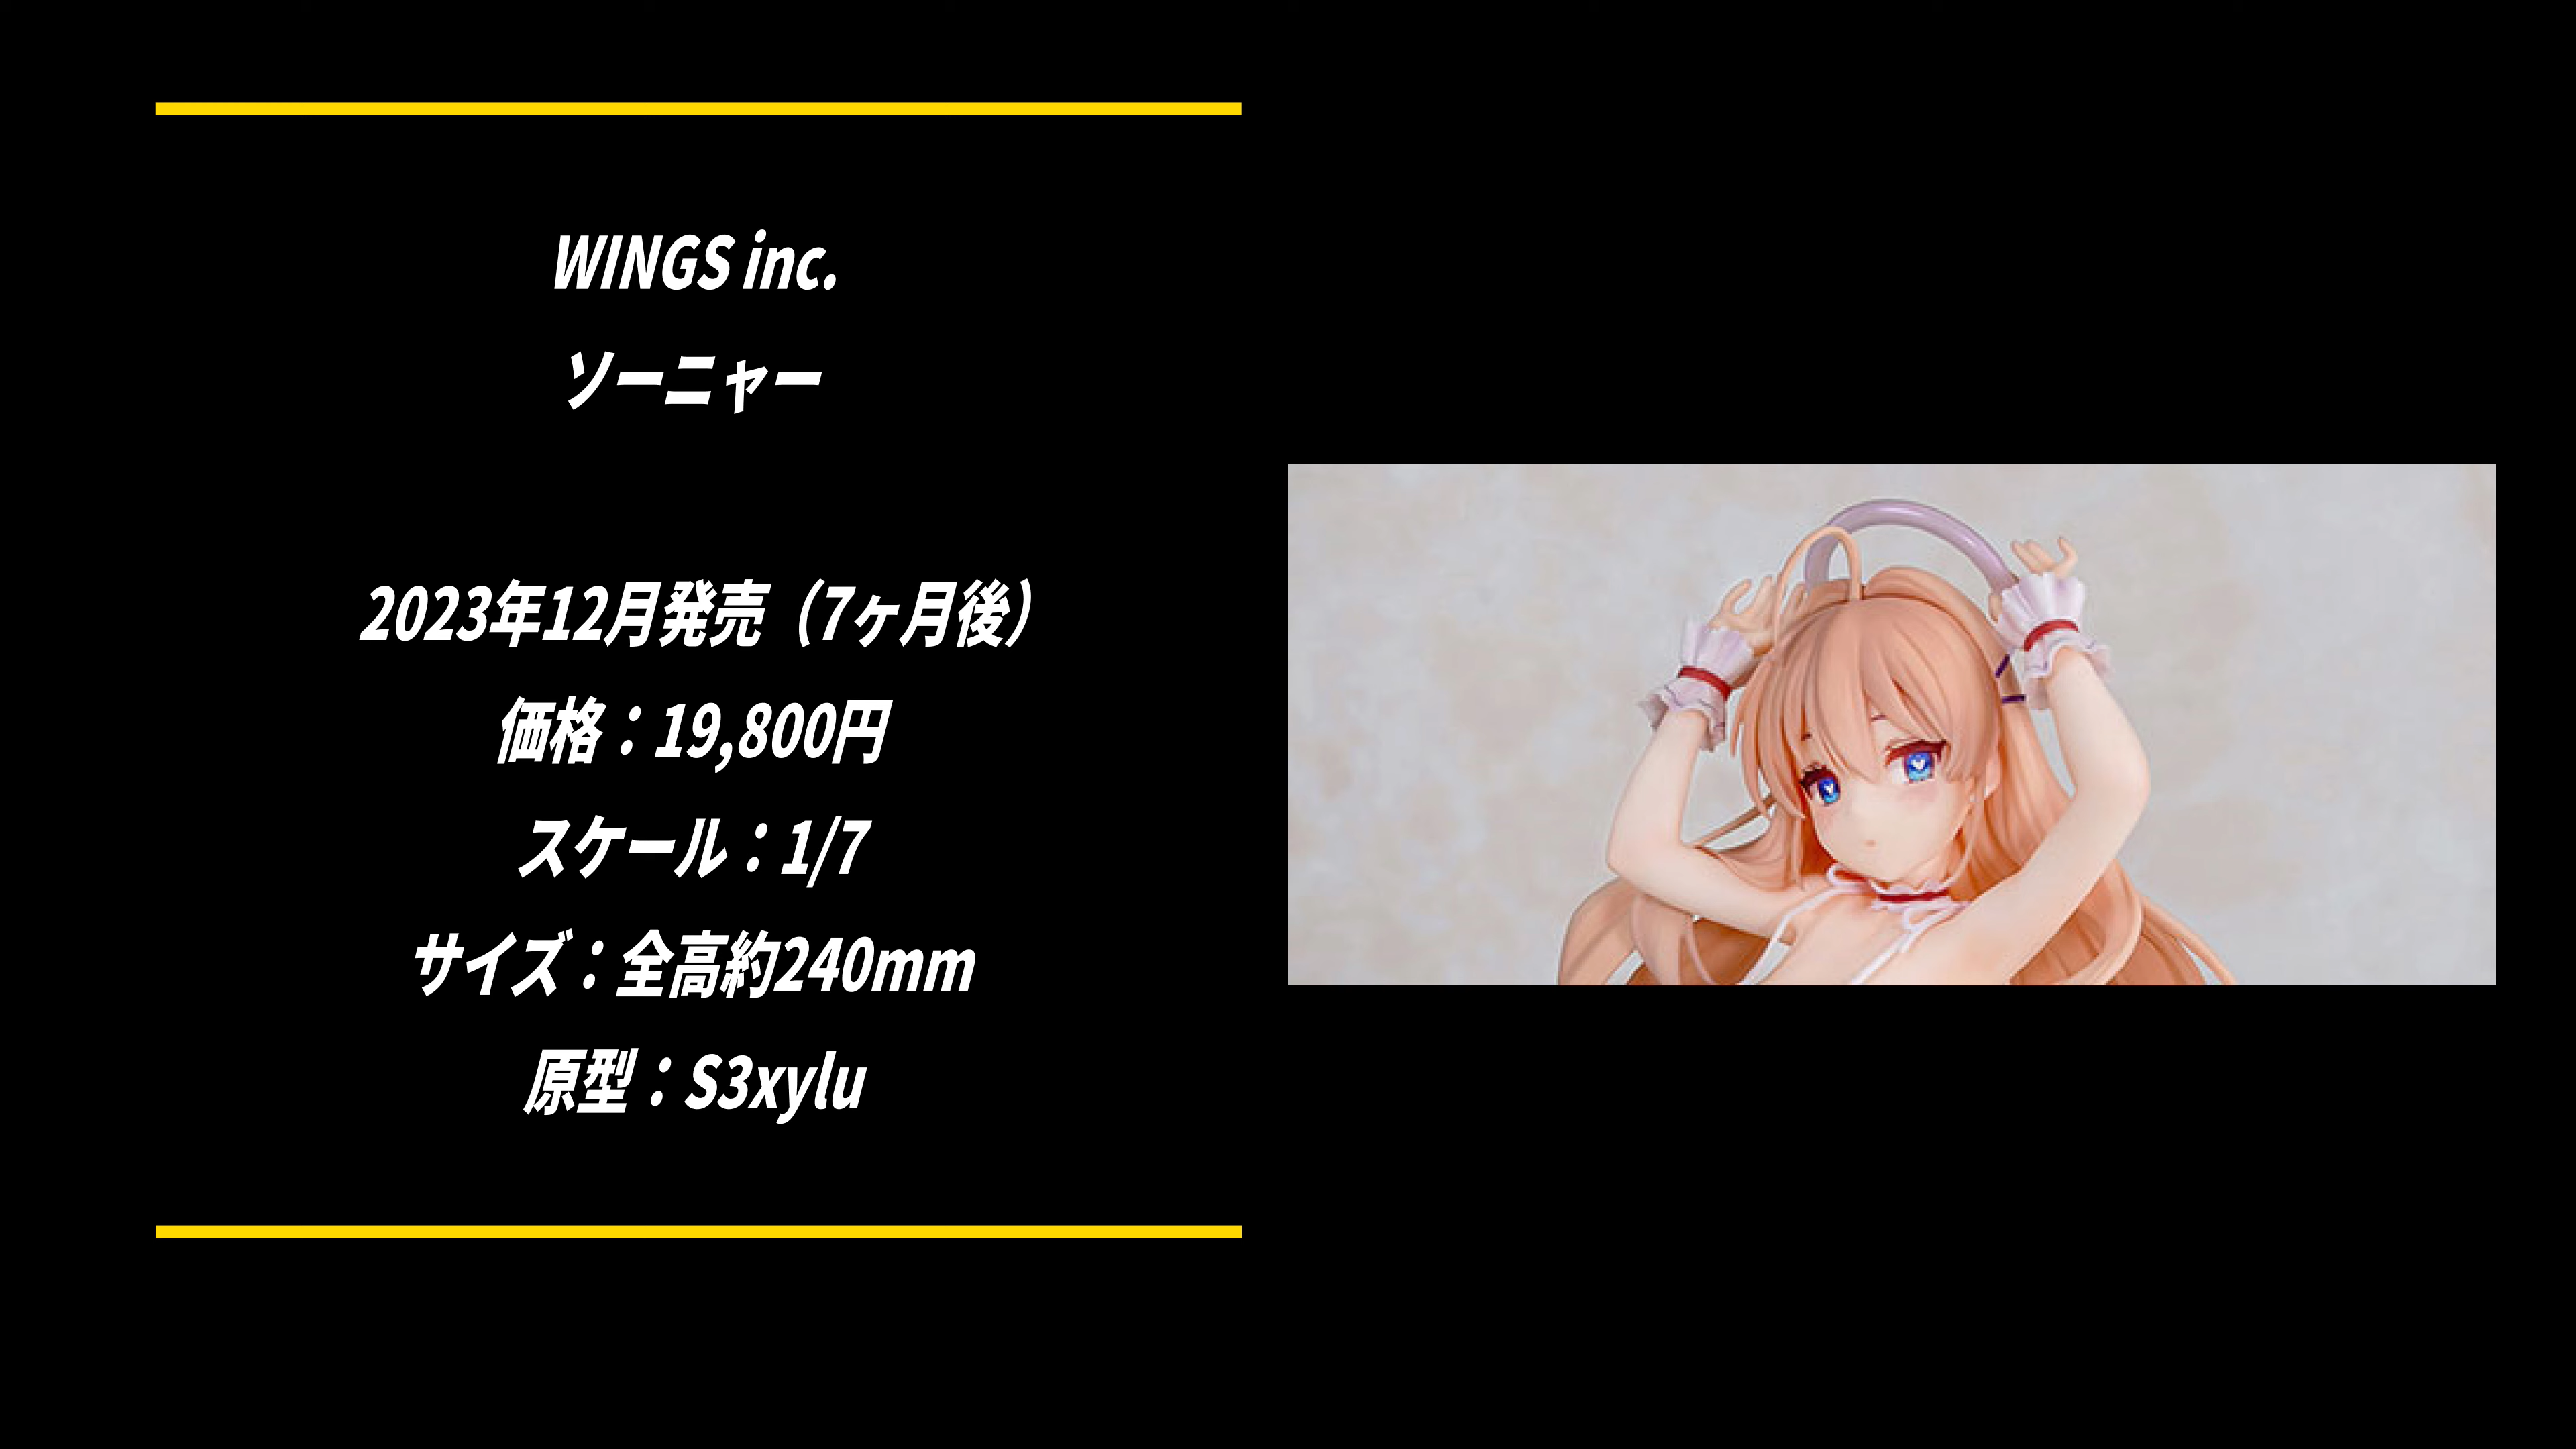 WINGS inc.
ソーニャー
2023年12月発売（7ヶ月後）
価格：19,800円
スケール：1/7
サイズ：全高約240mm
原型：S3xylu